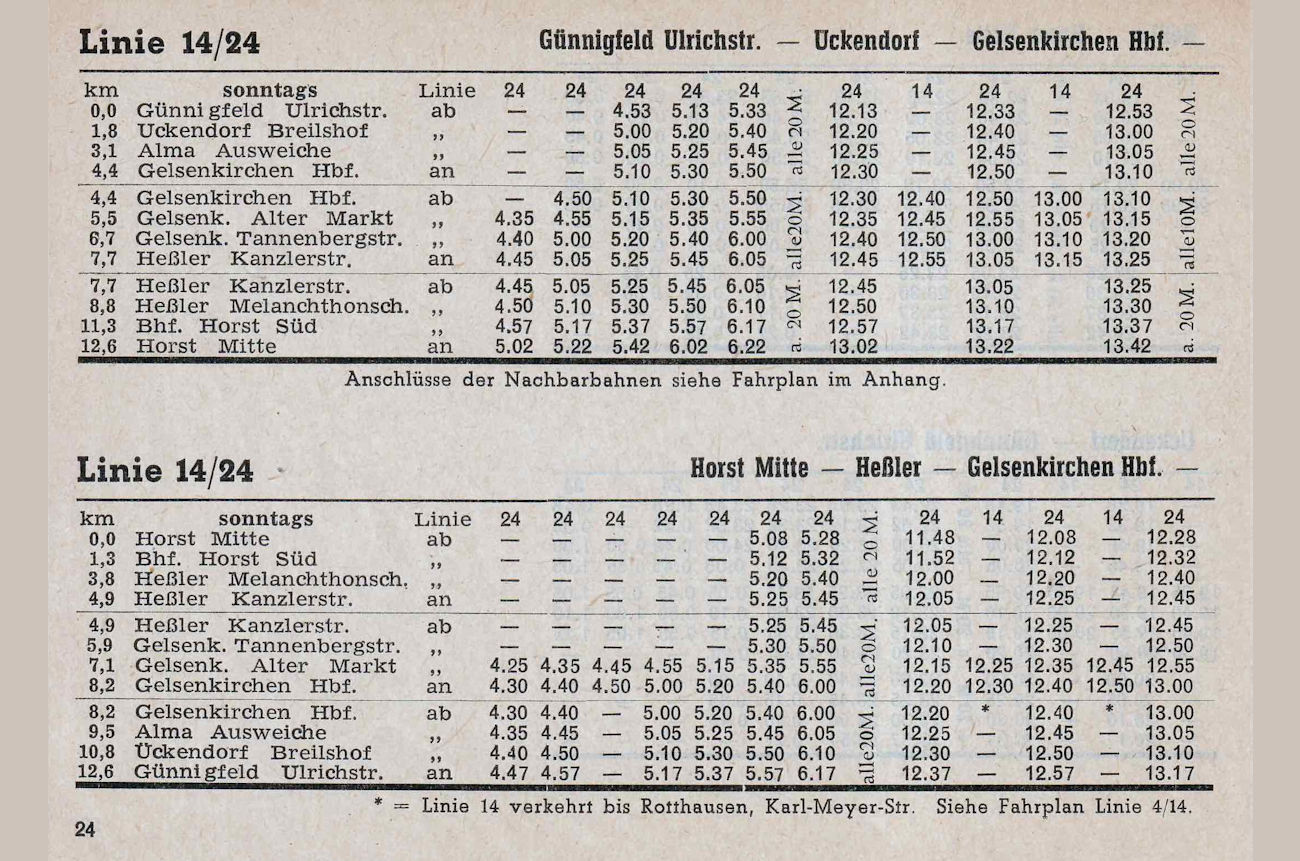 Linie 14/24 Günnigfeld Ulrichstr. — Uckendorf — Gelsenkirchen Hbf. —
km sonntags Linie 24 24 24 24 24 alle 20 M. 24 14 24 14 24 alle 20 M.
0,0 Günnigfeld Ulrichstr. ab — — 4.53 5.13 5.33 12.13 — 12.33 — 12.53
1,8 Uckendorf Breilshof „ — — 5.00 5.20 5.40 12.20 — 12.40 — 13.00
3,1 Alma Ausweiche „ — — 5.05 5.25 5.45 12.25 — 12.45 — 13.05
4,4 Gelsenkirchen Hbf. an — — 5.10 5.30 5.50 12.30 — 12.50 — 13.10
4,4 Gelsenkirchen Hbf. ab — 4.50 5.10 5.30 5.50 alle20M. 12.30 12.40 12.50 13.00 13.10 alle10M.
5,5 Gelsenk. Alter Markt „ 4.35 4.55 5.15 5.35 5.55 12.35 12.45 12.55 13.05 13.15
6,7 Gelsenk. Tannenbergstr. „ 4.40 5.00 5.20 5.40 6.00 12.40 12.50 13.00 13.10 13.20
7,7 Heßler Kanzlerstr. an 4.45 5.05 5.25 5.45 6.05 12.45 12.55 13.05 13.15 13.25
7,7 Heßler Kanzlerstr. ab 4.45 5.05 5.25 5.45 6.05 a. 20 M. 12.45 13.05 13.25 a. 20 M.
8,8 Heßler Melanchthonsch. „ 4.50 5.10 5.30 5.50 6.10 12.50 13.10 13.30
11,3 Bhf. Horst Süd „ 4.57 5.17 5.37 5.57 6.17 12.57 13.17 13.37
12,6 Horst Mitte an 5.02 5.22 5.42 6.02 6.22 13.02 13.22 13.42
Anschlüsse der Nachbarbahnen siehe Fahrplan im Anhang.
Linie 14/24 Horst Mitte — Heßler — Gelsenkirchen Hbf. —
km sonntags Linie 24 24 24 24 24 24 24 alle 20 M. 24 14 24 14 24
0,0 Horst Mitte ab — — — — — 5.08 5.28 11.48 — 12.08 — 12.28
1,3 Bhf. Horst Süd „ — — — — — 5.12 5.32 11.52 — 12.12 — 12.32
3,8 Heßler Melanchthonsch. „ — — — — — 5.20 5.40 12.00 — 12.20 — 12.40
4,9 Heßler Kanzlerstr. an — — — — — 5.25 5.45 12.05 — 12.25 — 12.45
4,9 Heßler Kanzlerstr. ab — — — — — 5.25 5.45 alle20M. 12.05 — 12.25 — 12.45
5,9 Gelsenk. Tannenbergstr. „ — — — — — 5.30 5.50 12.10 — 12.30 — 12.50
7,1 Gelsenk. Alter Markt „ 4.25 4.35 4.45 4.55 5.15 5.35 5.55 12.15 12.25 12.35 12.45 12.55
8,2 Gelsenkirchen Hbf. an 4.30 4.40 4.50 5.00 5.20 5.40 6.00 12.20 12.30 12.40 12.50 13.00
8,2 Gelsenkirchen Hbf. ab 4.30 4.40 — 5.00 5.20 5.40 6.00 alle20M. 12.20 * 12.40 * 13.00
9,5 Alma Ausweiche „ 4.35 4.45 — 5.05 5.25 5.45 6.05 12.25 — 12.45 — 13.05
10,8 Uckendorf Breilshof „ 4.40 4.50 — 5.10 5.30 5.50 6.10 12.30 — 12.50 — 13.10
12,6 Günnigfeld Ulrichstr. an 4.47 4.57 — 5.17 5.37 5.57 6.17 12.37 — 12.57 — 13.17
* = Linie 14 verkehrt bis Rotthausen, Karl-Meyer-Str. Siehe Fahrplan Linie 4/14.
24